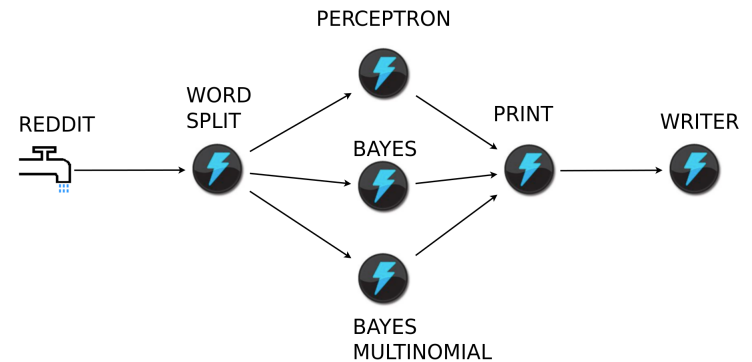 PERCEPTRON
WORD
SPLIT
REDDIT
BAYES
PRINT
WRITER
BAYES
MULTINOMIAL